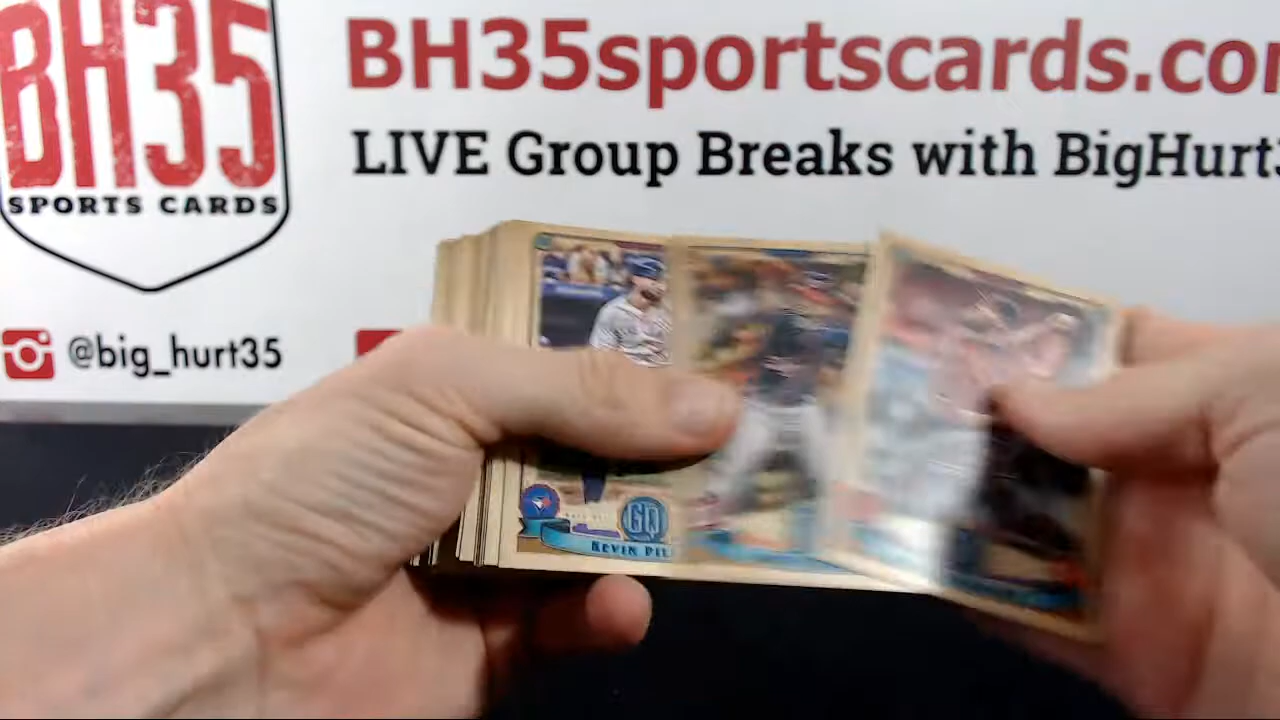 BH35
SPORTS CARDS
@big_hurt35
BH35sportscards.co
LIVE Group Breaks with BigHurt
GQ
KEVIN PIL